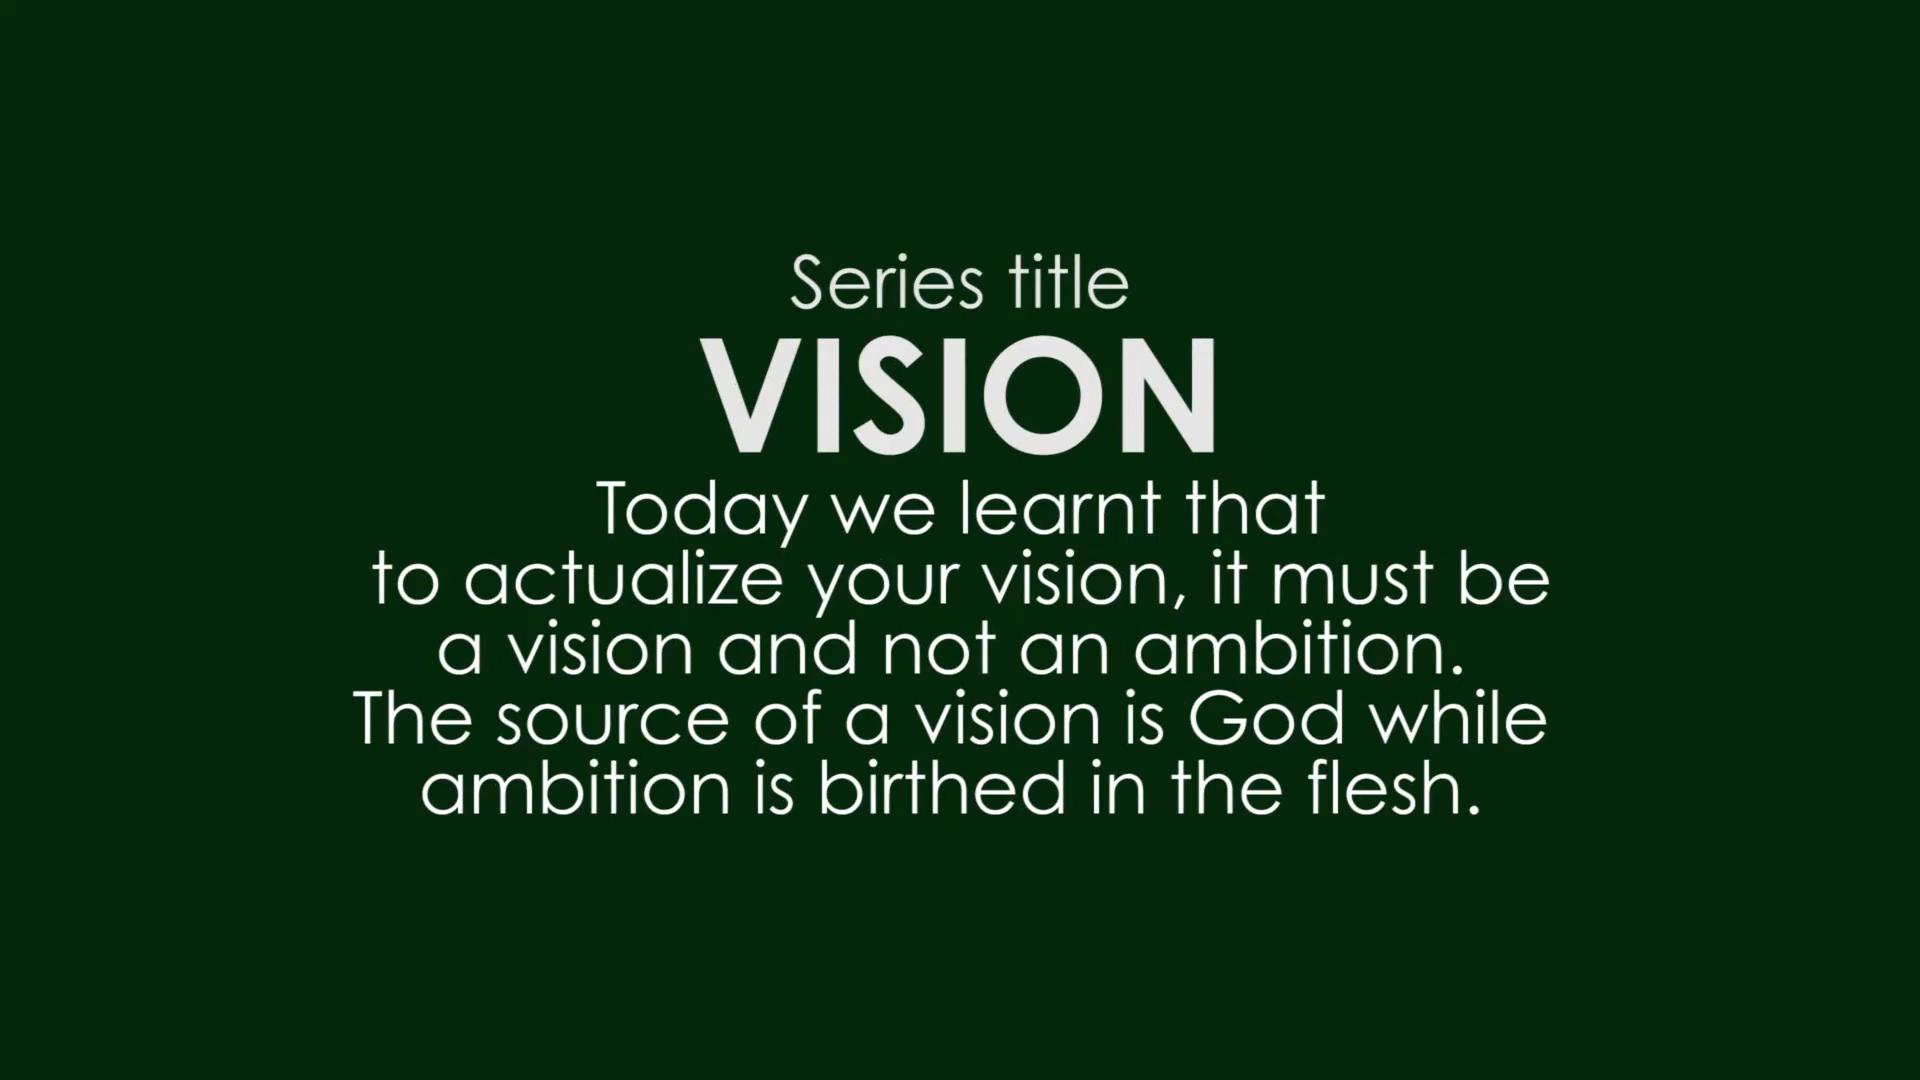 Series title
VISION
Today we learnt that
to actualize your vision, it must be
a vision and not an ambition.
The source of a vision is God while
ambition is birthed in the flesh.